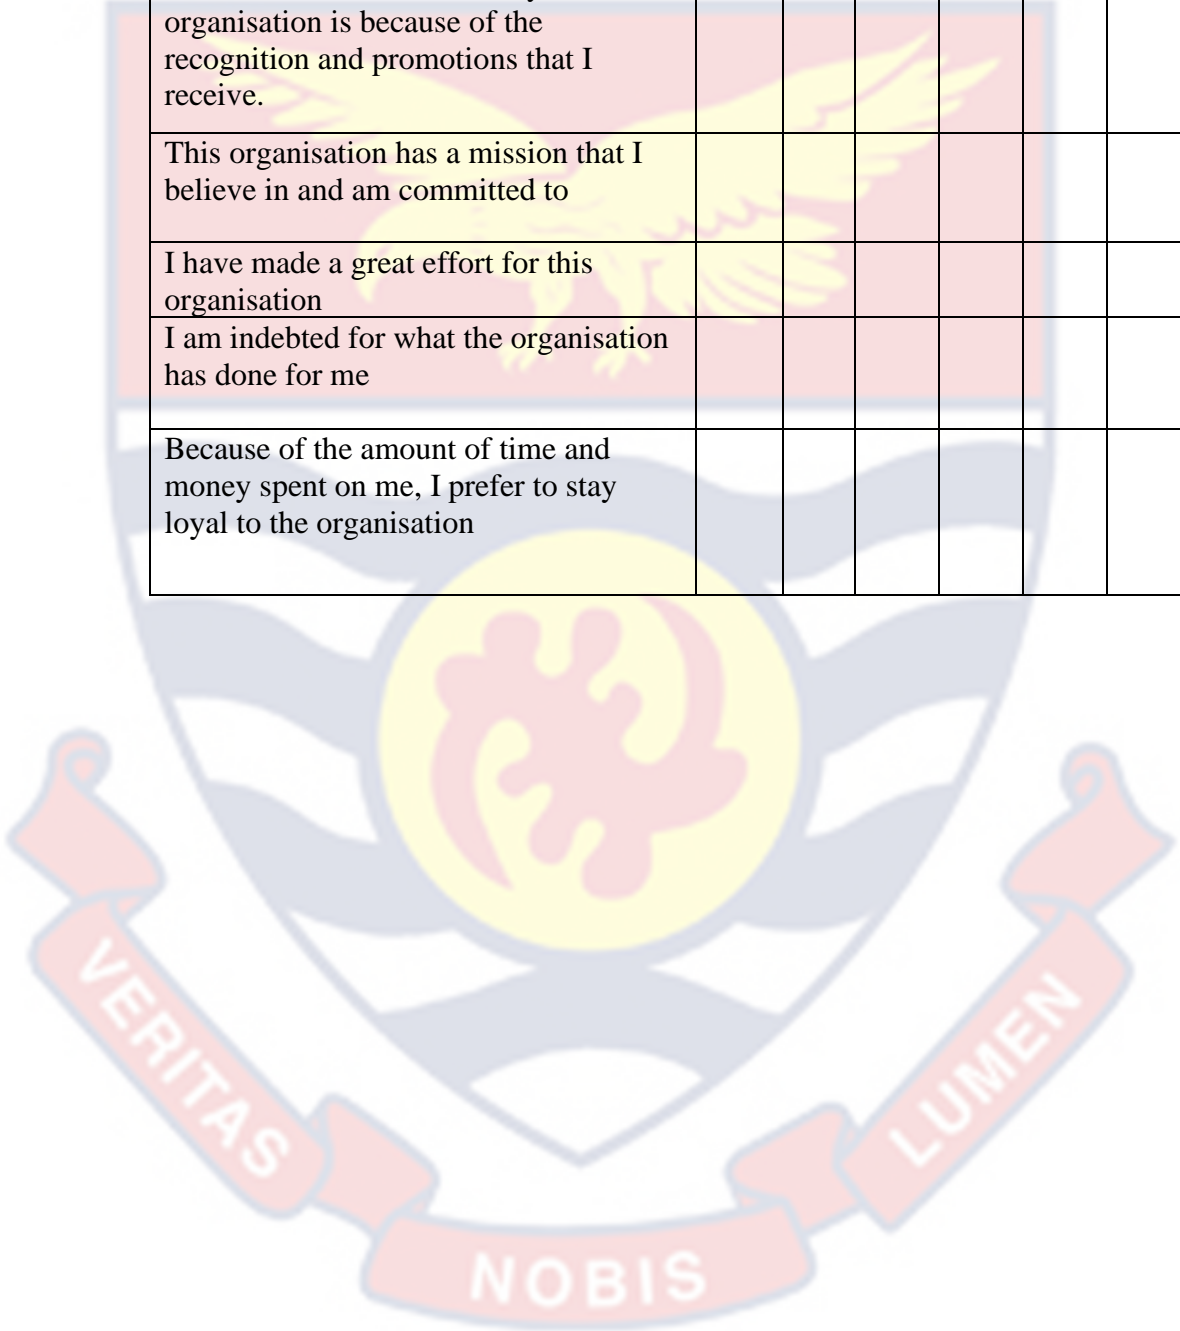 organisation is because of the
recognition and promotions that I
receive.
This organisation has a mission that I
believe in and am committed to
I have made a great effort for this
organisation
I am indebted for what the organisation
has done for me
Because of the amount of time and
money spent on me, I prefer to stay
loyal to the organisation
VERITAS
NOBIS
LUMEN